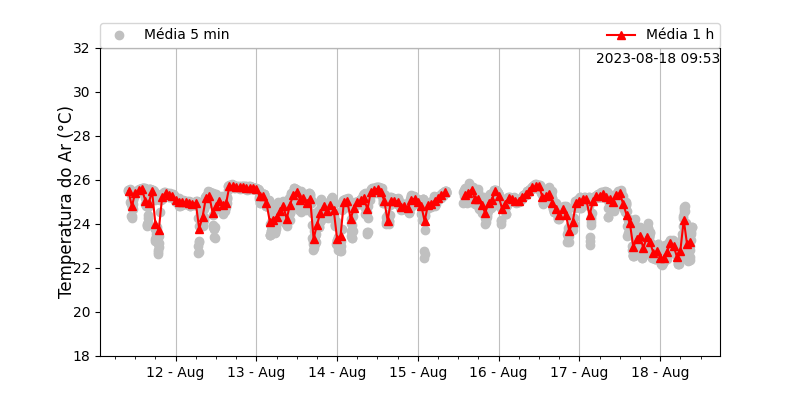 Média 5 min
Média 1 h
2023-08-18 09:53
Temperatura do Ar (°C)
32
30
28
26
24
22
20
18
12 - Aug
13 - Aug
14 - Aug
15 - Aug
16 - Aug
17 - Aug
18 - Aug